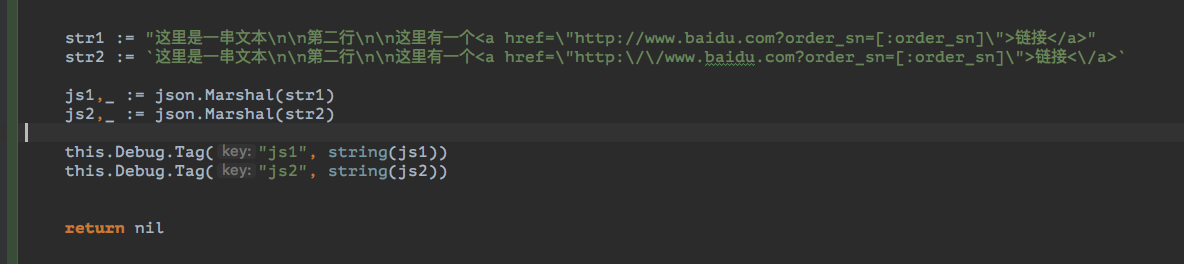 str1 := "这里是一串文本\n\n第二行\n\n这里有一个<a href=\"http://www.baidu.com?order_sn=[:order_sn]\">链接</a>"
str2 := `这里是一串文本\n\n第二行\n\n这里有一个<a href=\"http:\/\/www.baidu.com?order_sn=[:order_sn]\">链接<\/a>`
js1,_ := json.Marshal(str1)
js2,_ := json.Marshal(str2)
this.Debug.Tag( key: "js1", string(js1))
this.Debug.Tag( key: "js2", string(js2))
return nil